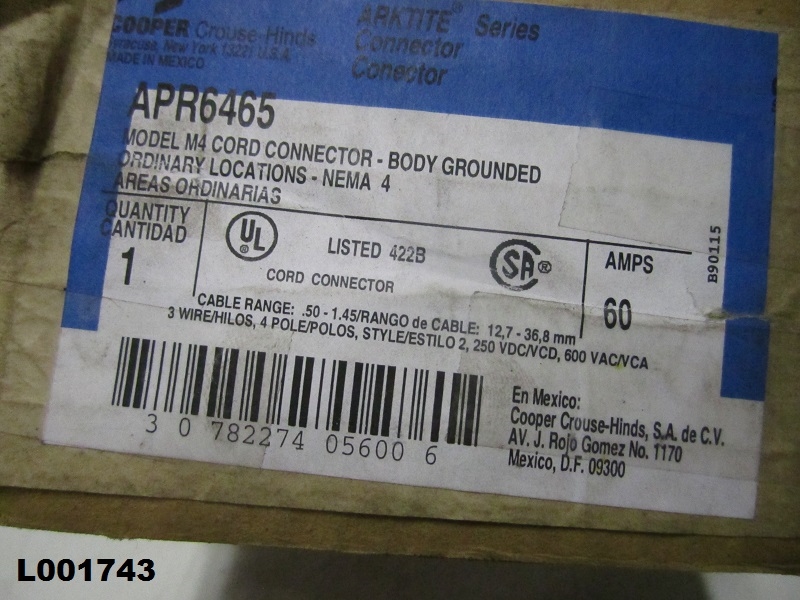 COOPER Crouse-Hinds
Syracuse, New York 13221 U.S.A.
MADE IN MEXICO
ARKTITE® Series
Connector
Conector
APR6465
MODEL M4 CORD CONNECTOR - BODY GROUNDED
ORDINARY LOCATIONS - NEMA 4
AREAS ORDINARIAS
QUANTITY
CANTIDAD
1
UL ®
LISTED 422B
CORD CONNECTOR
SA ®
AMPS
60
B90115
CABLE RANGE: .50 - 1.45/RANGO de CABLE: 12,7 - 36,8 mm
3 WIRE/HILOS, 4 POLE/POLOS, STYLE/ESTILO 2, 250 VDC/VCD, 600 VAC/VCA
3 0 782274 05600 6
En Mexico:
Cooper Crouse-Hinds, S.A. de C.V.
AV. J. Rojo Gomez No. 1170
Mexico, D.F. 09300
L001743